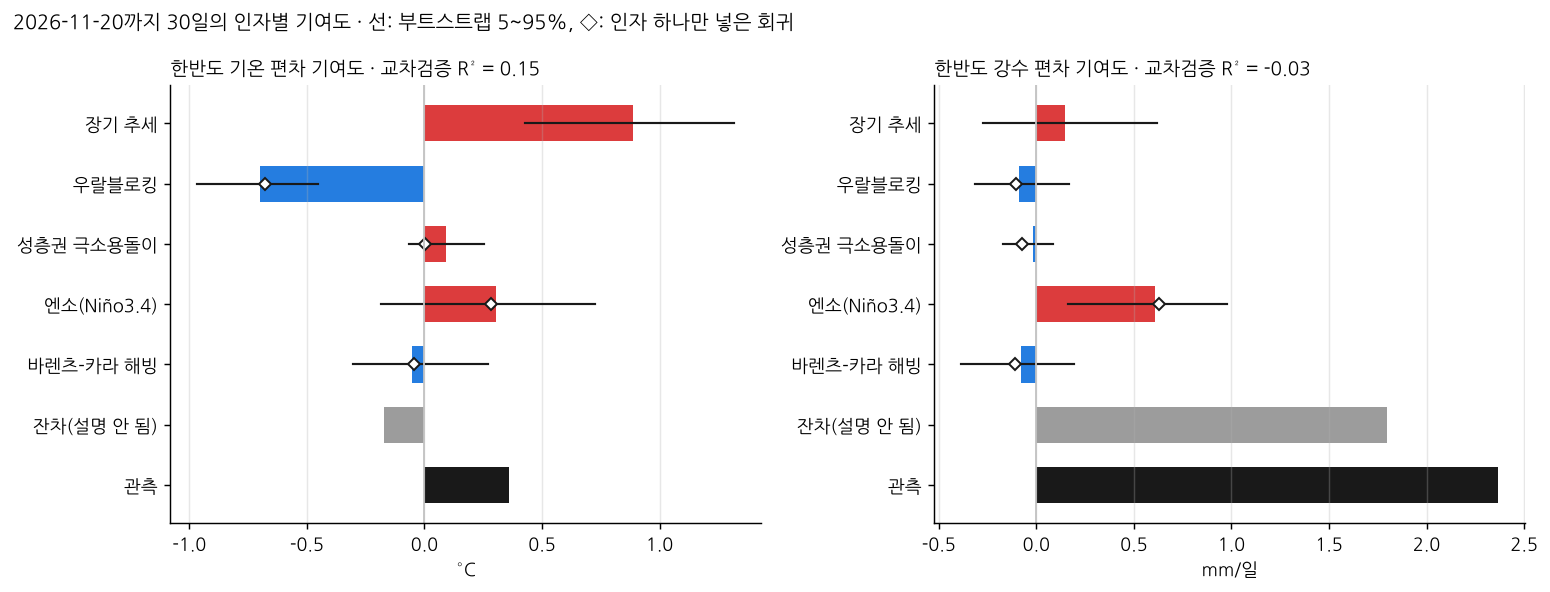 2026-11-20까지 30일의 인자별 기여도 · 선: 부트스트랩 5~95%, ◇: 인자 하나만 넣은 회귀
한반도 기온 편차 기여도 · 교차검증 R² = 0.15
장기 추세
우랄블로킹
성층권 극소용돌이
엔소(Niño3.4)
바렌츠-카라 해빙
잔차(설명 안 됨)
관측
-1.0 -0.5 0.0 0.5 1.0
°C
한반도 강수 편차 기여도 · 교차검증 R² = -0.03
장기 추세
우랄블로킹
성층권 극소용돌이
엔소(Niño3.4)
바렌츠-카라 해빙
잔차(설명 안 됨)
관측
-0.5 0.0 0.5 1.0 1.5 2.0 2.5
mm/일